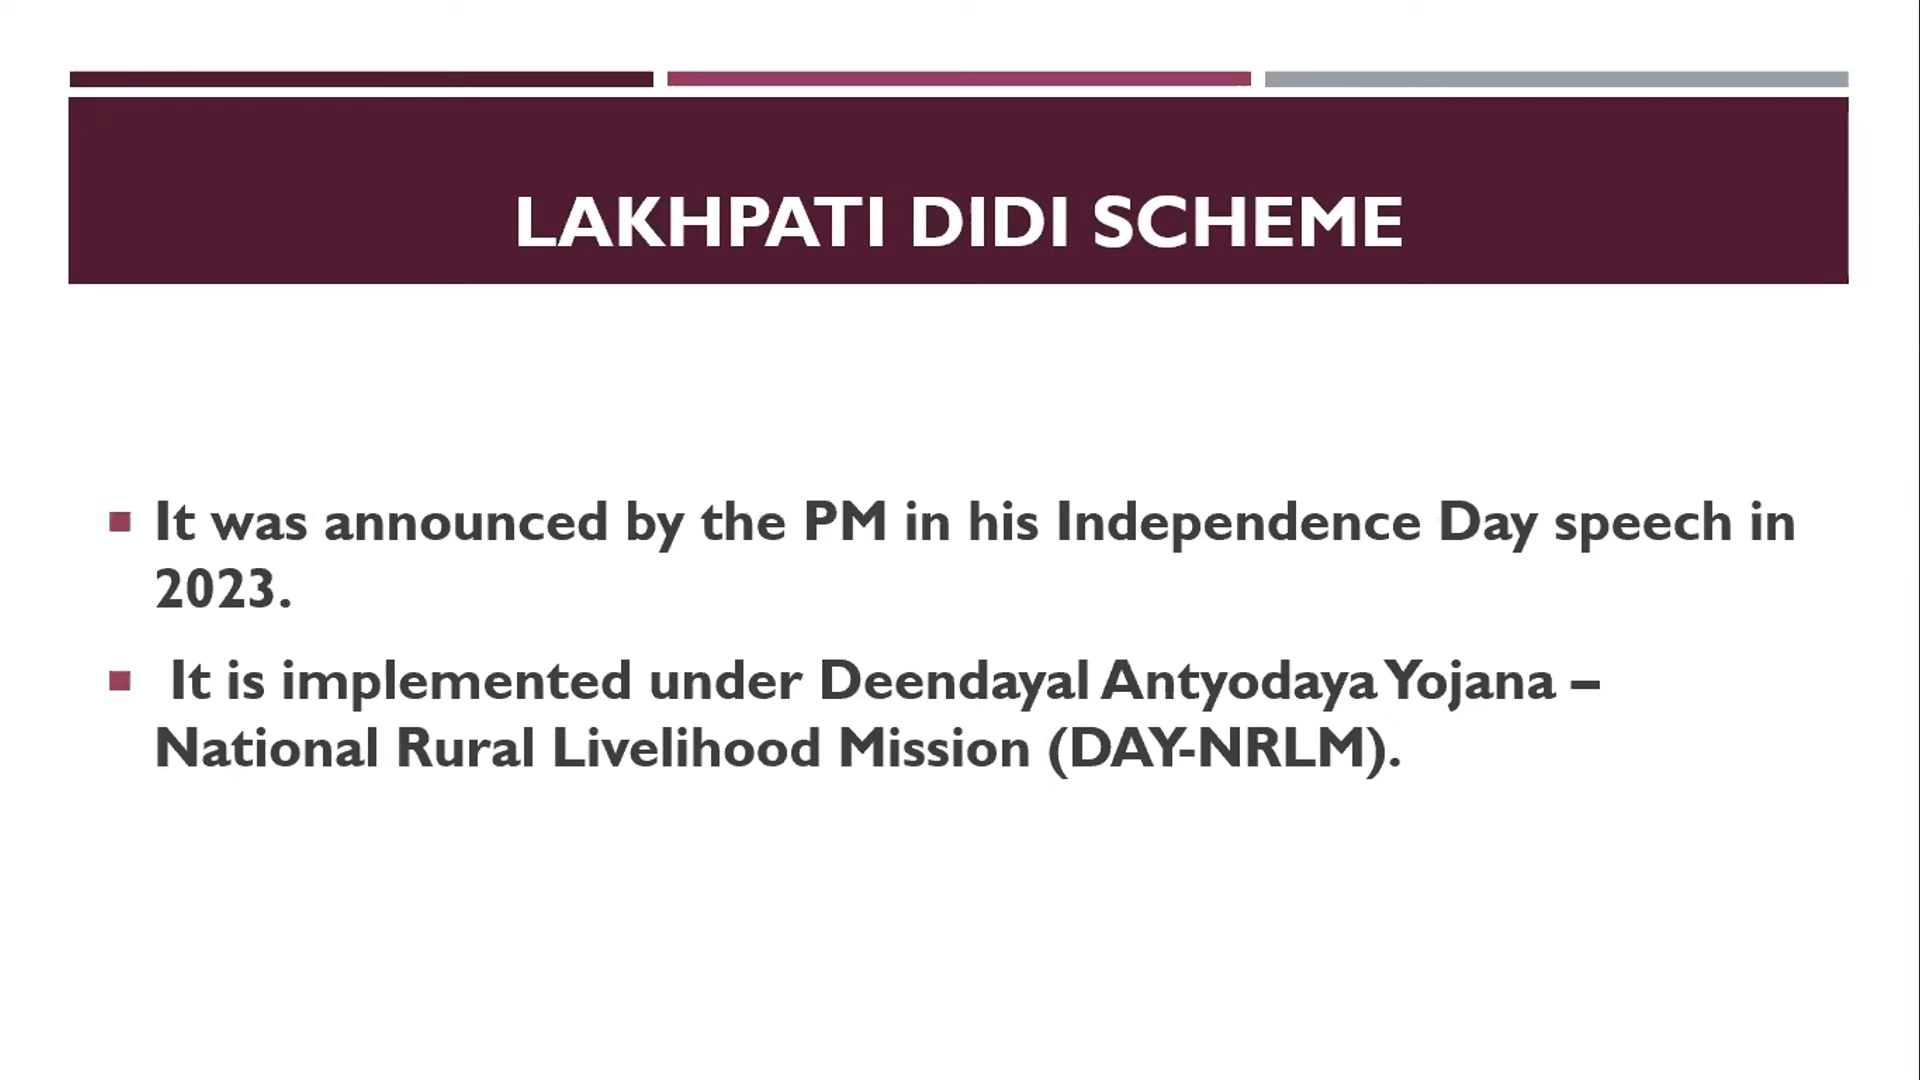 LAKHPATI DIDI SCHEME
It was announced by the PM in his Independence Day speech in
2023.
It is implemented under Deendayal Antyodaya Yojana –
National Rural Livelihood Mission (DAY-NRLM).